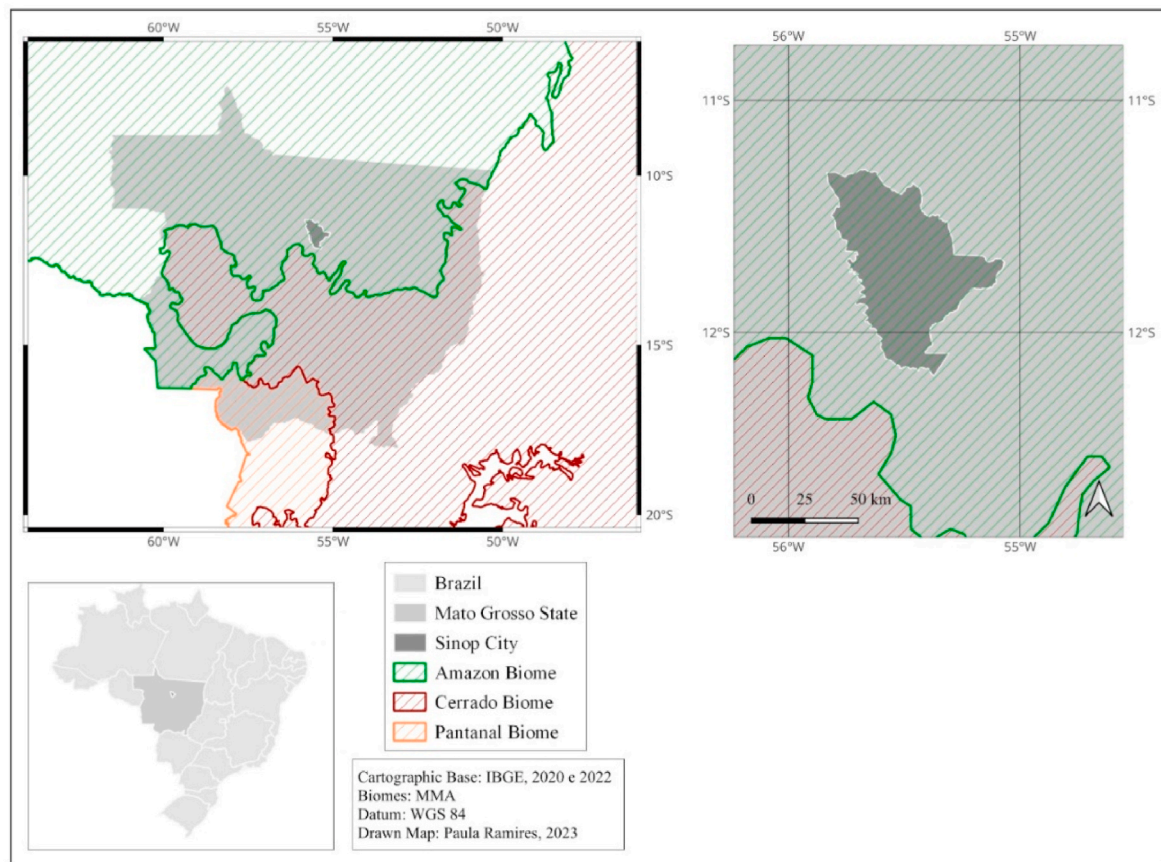 60°W 55°W 50°W
10°S
15°S
20°S
60°W 55°W 50°W
56°W 55°W
11°S 11°S
12°S 12°S
0 25 50 km
56°W 55°W
Brazil
Mato Grosso State
Sinop City
Amazon Biome
Cerrado Biome
Pantanal Biome
Cartographic Base: IBGE, 2020 e 2022
Biomes: MMA
Datum: WGS 84
Drawn Map: Paula Ramires, 2023